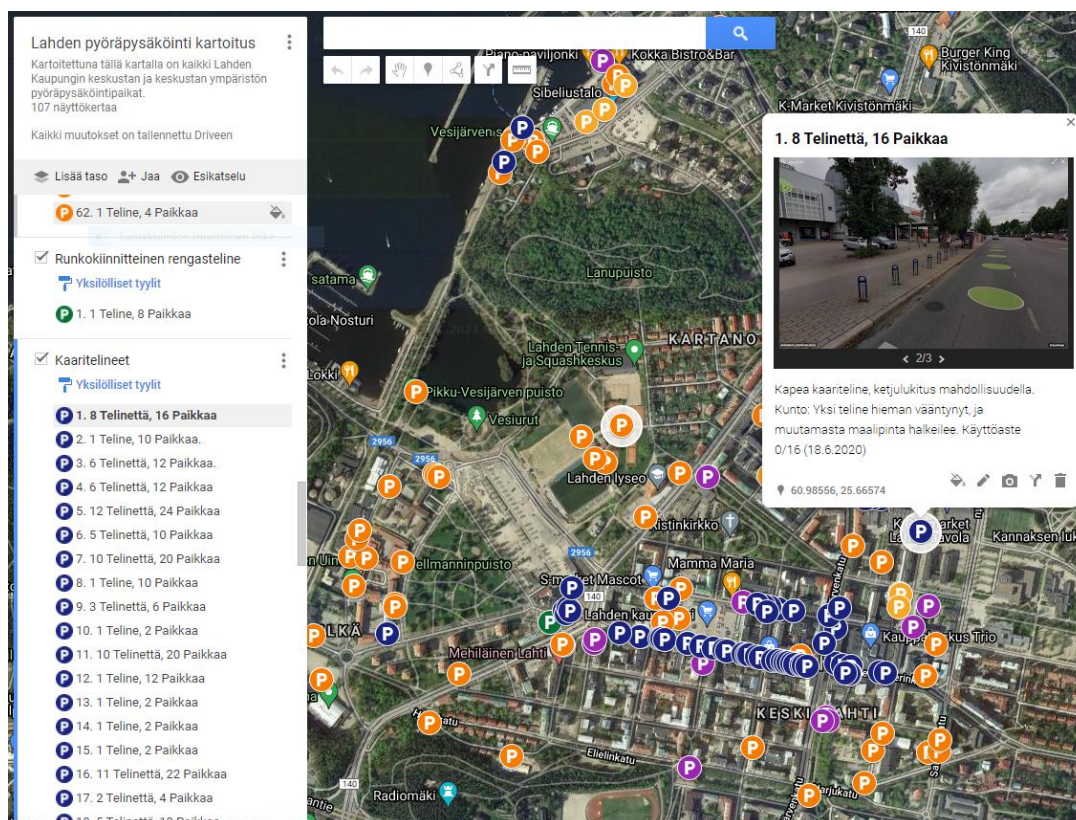 Lahden pyöräpysäköinti kartoitus
Kartoitettuna tällä kartalla on kaikki Lahden
Kaupungin keskustan ja keskustan ympäristön
pyöräpysäköintipaikat.
107 näyttökertaa
Kaikki muutokset on tallennettu Driveen
Lisää taso Jaa Esikatselu
62. 1 Teline, 4 Paikkaa
Runkokiinnitteinen rengasteline
Yksilölliset tyylit
1. 1 Teline, 8 Paikkaa
Kaaritelineet
Yksilölliset tyylit
1. 8 Telinettä, 16 Paikkaa
2. 1 Teline, 10 Paikkaa.
3. 6 Telinettä, 12 Paikkaa.
4. 6 Telinettä, 12 Paikkaa
5. 12 Telinettä, 24 Paikkaa
6. 5 Telinettä, 10 Paikkaa
7. 10 Telinettä, 20 Paikkaa
8. 1 Teline, 10 Paikkaa
9. 3 Telinettä, 6 Paikkaa
10. 1 Teline, 2 Paikkaa
11. 10 Telinettä, 20 Paikkaa
12. 1 Teline, 12 Paikkaa
13. 1 Teline, 2 Paikkaa
14. 1 Teline, 2 Paikkaa
15. 1 Teline, 2 Paikkaa
16. 11 Telinettä, 22 Paikkaa
17. 2 Telinettä, 4 Paikkaa
140
Piano-paviljonki
Kokka Bistro&Bar
Burger King
Kivistönmäki
Sibeliustalo
K-Market Kivistönmäki
Lanupuisto
satama
Nosturi
KARTANO
Lahden Tennis-
ja Squashkeskus
Lokki
Pikku-Vesijärven puisto
Vesiurut
2956
2956
Lahden lyseo
Ristinkirkko
Kannaksen
2956
S-market Mascot
Mamma Maria
140
Mehiläinen Lahti
Trio
Elielinkatu
140
Radiomäki
1. 8 Telinettä, 16 Paikkaa
2/3
Kapea kaariteline, ketjulukitus mahdollisuudella.
Kunto: Yksi teline hieman vääntynyt, ja
muutamasta maalipinta halkeilee. Käyttöaste
0/16 (18.6.2020)
60.98556, 25.66574